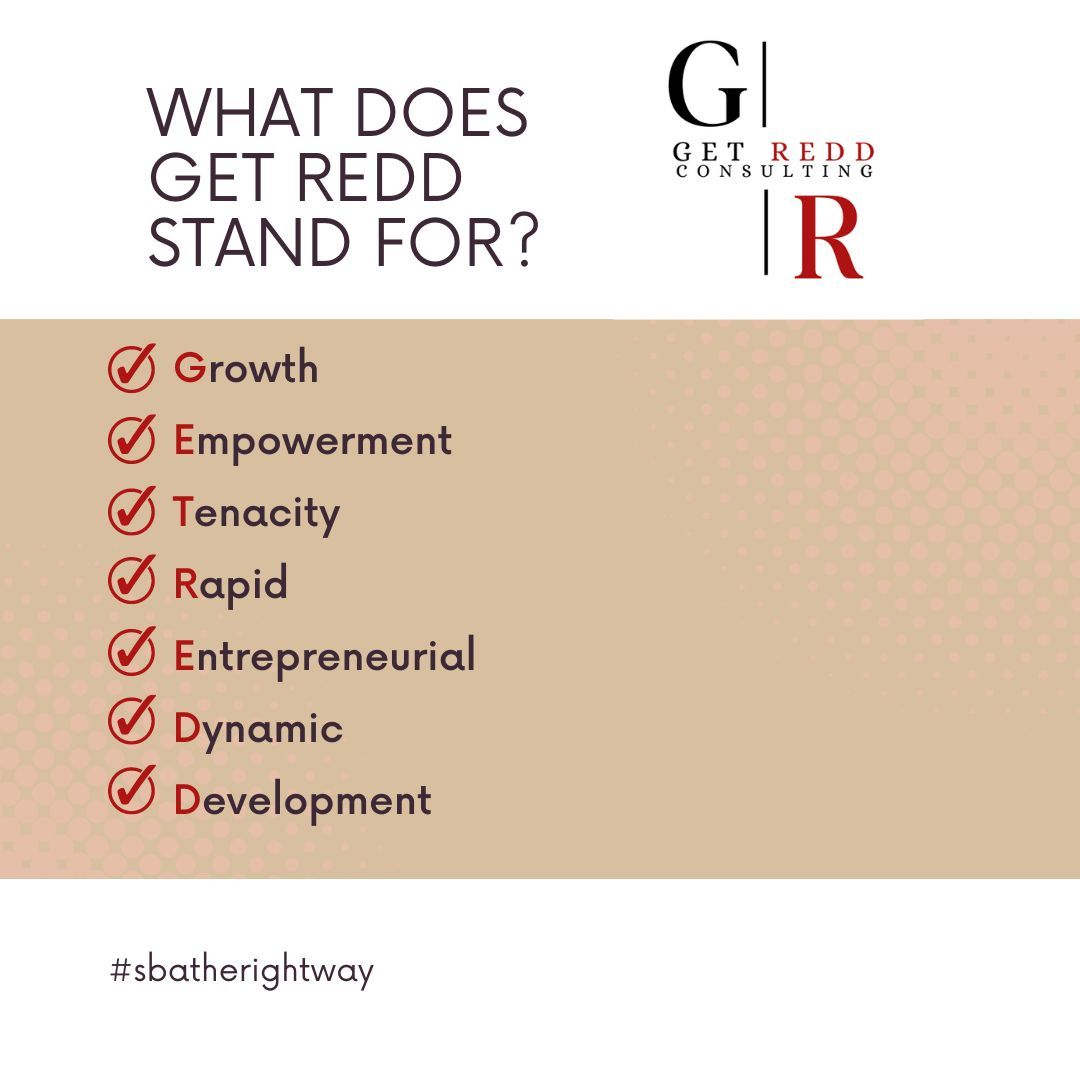 WHAT DOES
GET REDD
STAND FOR?
G
GET REDD
CONSULTING
R
Growth
Empowerment
Tenacity
Rapid
Entrepreneurial
Dynamic
Development
#sbatherightway